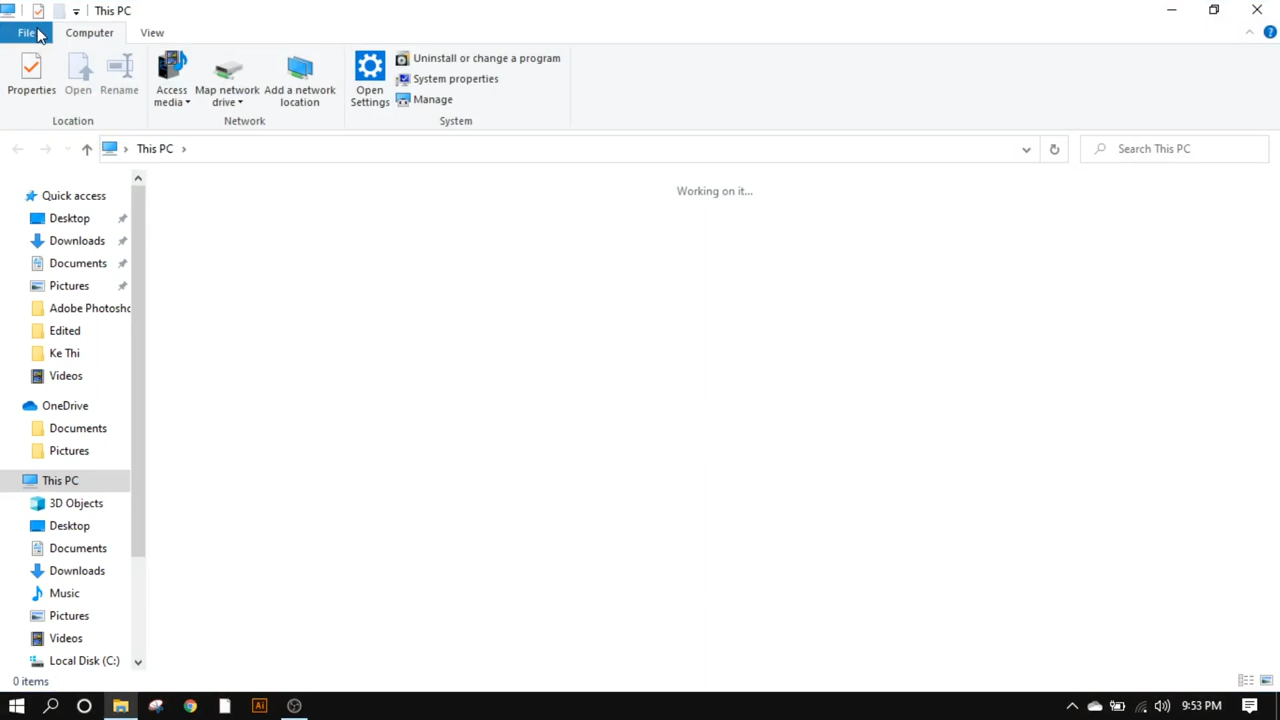 This PC
File
Computer
View
Properties
Open
Rename
Access media
Map network drive
Add a network location
Open Settings
Uninstall or change a program
System properties
Manage
Location
Network
System
This PC
Search This PC
Working on it...
Quick access
Desktop
Downloads
Documents
Pictures
Adobe Photosho
Edited
Ke Thi
Videos
OneDrive
Documents
Pictures
This PC
3D Objects
Desktop
Documents
Downloads
Music
Pictures
Videos
Local Disk (C:)
0 items
Ai
9:53 PM